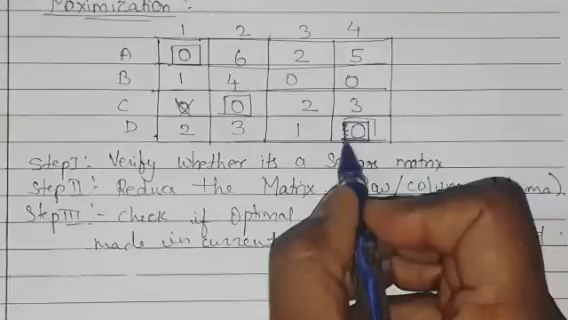 Maximization:
1 2 3 4
A 0 6 2 5
B 1 4 0 0
C 0 0 2 3
D 2 3 1 0
Step I:- Verify whether its a matrix
Step II:- Reduce the Matrix
Step III:- Check if Optimal
made in current